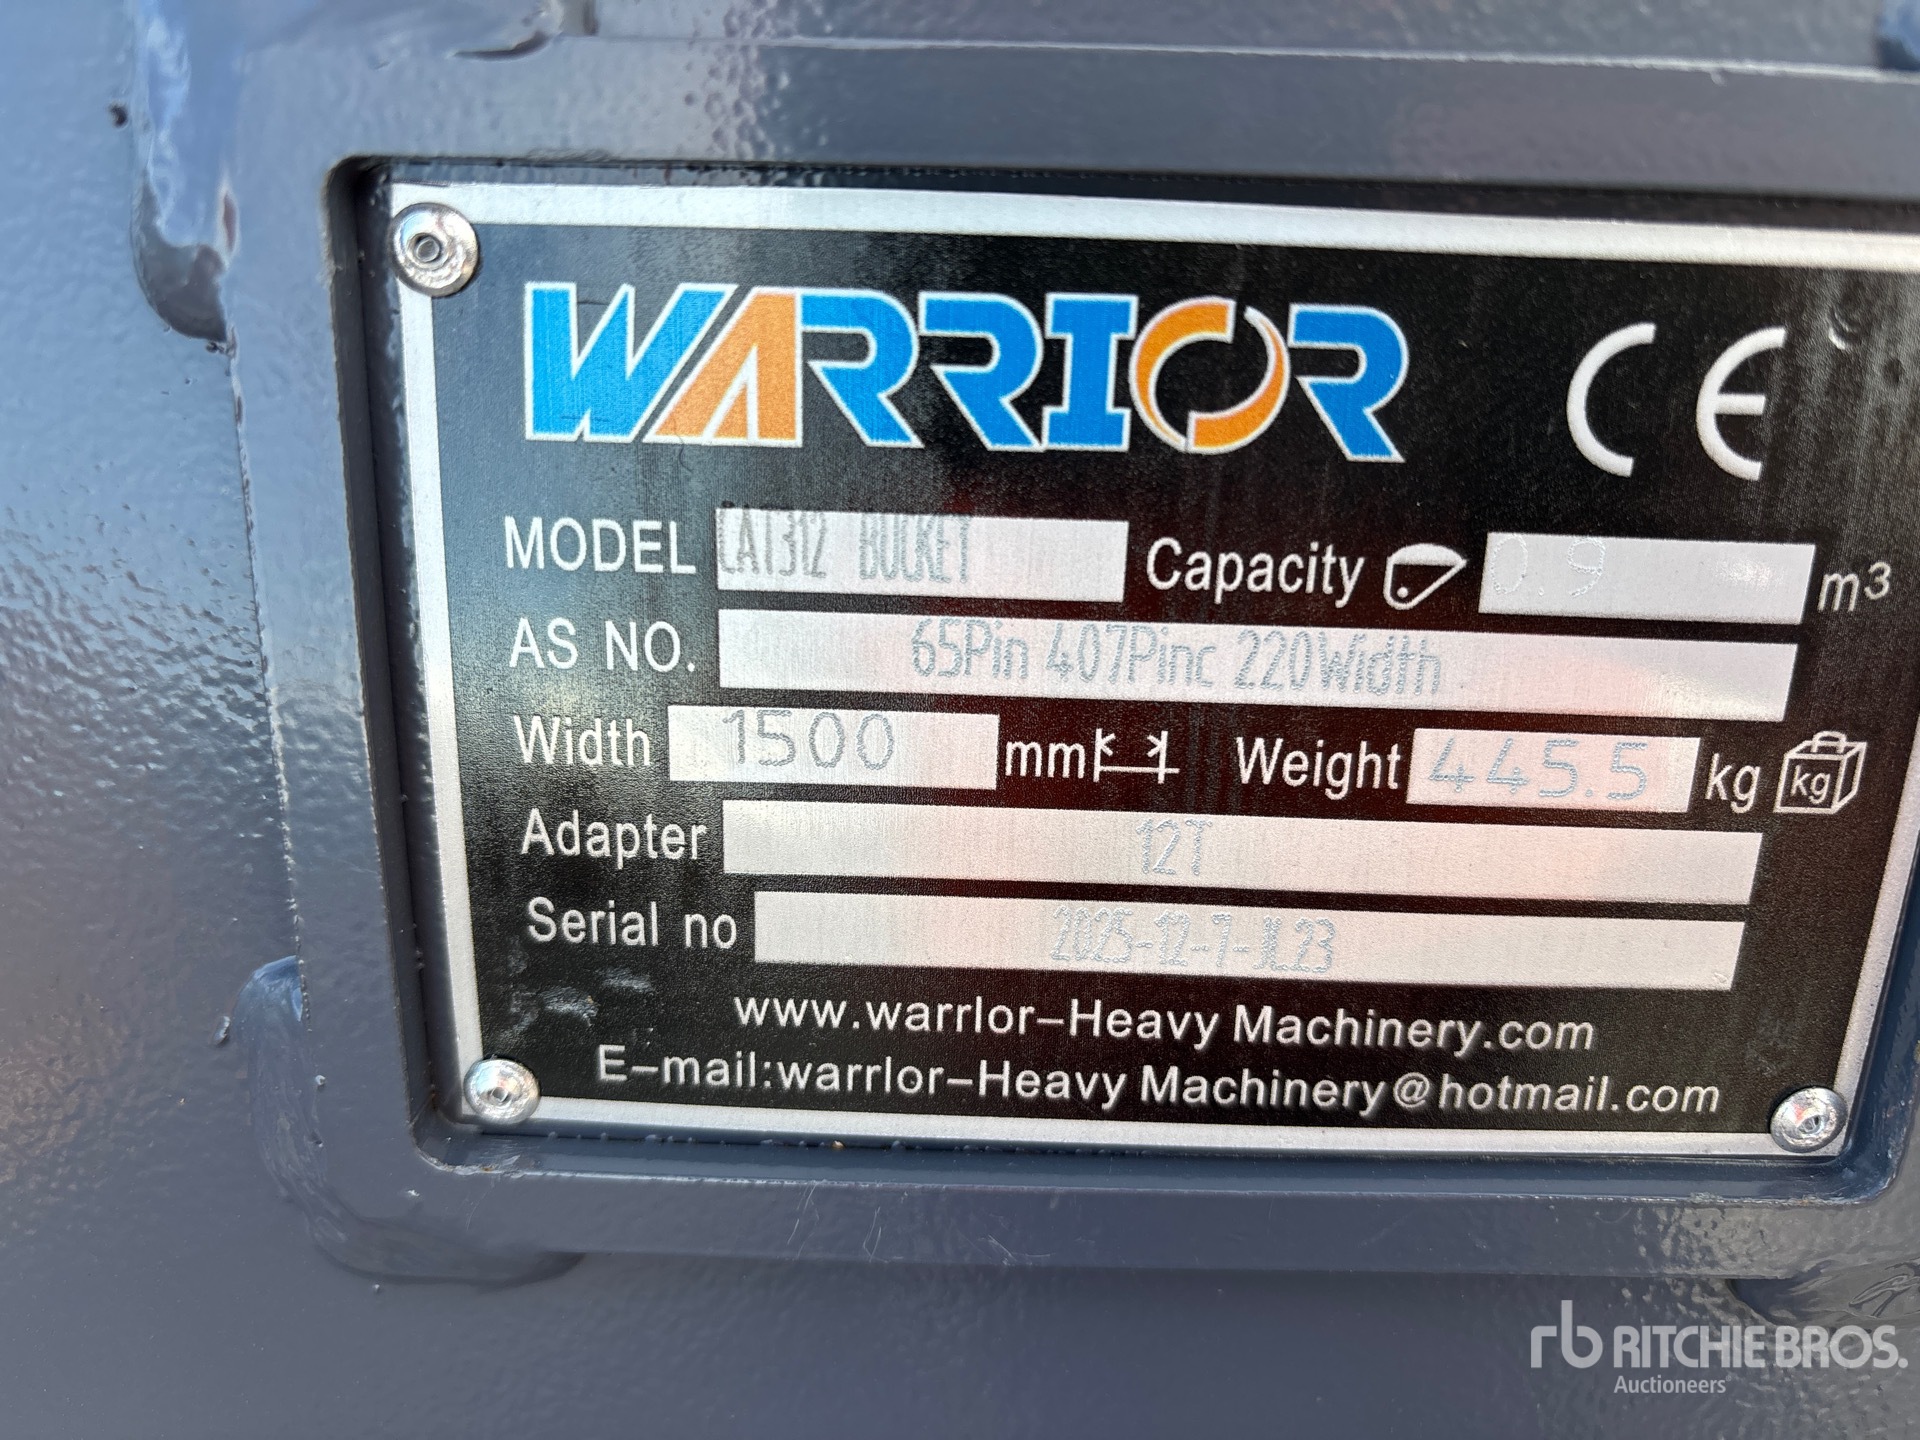 WARRIOR CE
MODEL CAT312 BUCKET Capacity 0.9 m³
AS NO. 65Pin 407Pinc 220Width
Width 1500 mm Weight 445.5 kg kg
Adapter 12T
Serial no 2025-12-7-JL23
www.warrlor-Heavy Machinery.com
E-mail:warrlor-Heavy Machinery@hotmail.com
rb RITCHIE BROS.
Auctioneers